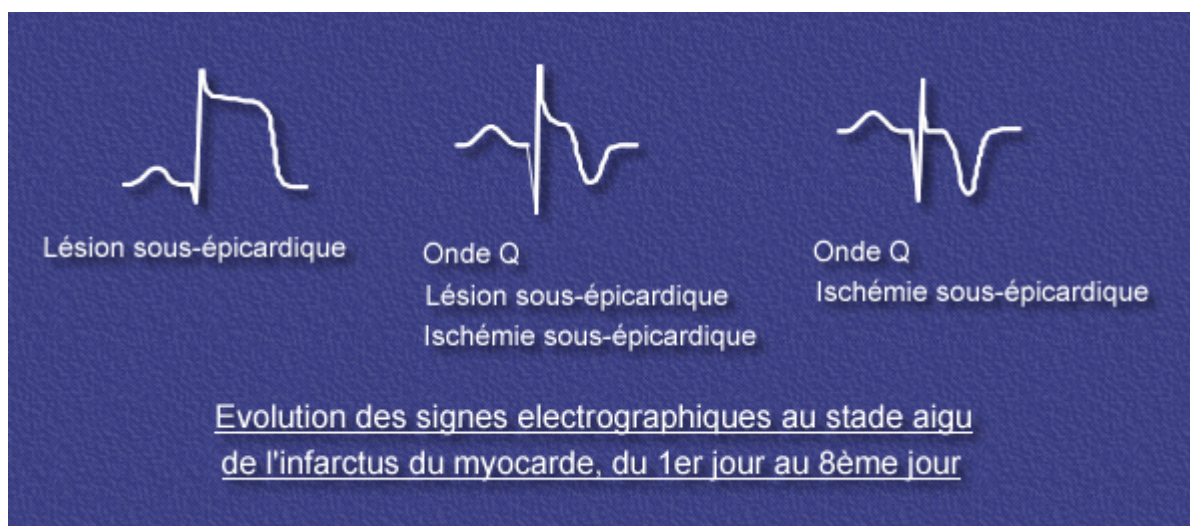 Lésion sous-épicardique
Onde Q
Lésion sous-épicardique
Ischémie sous-épicardique
Onde Q
Ischémie sous-épicardique
Evolution des signes electrographiques au stade aigu
de l'infarctus du myocarde, du 1er jour au 8ème jour